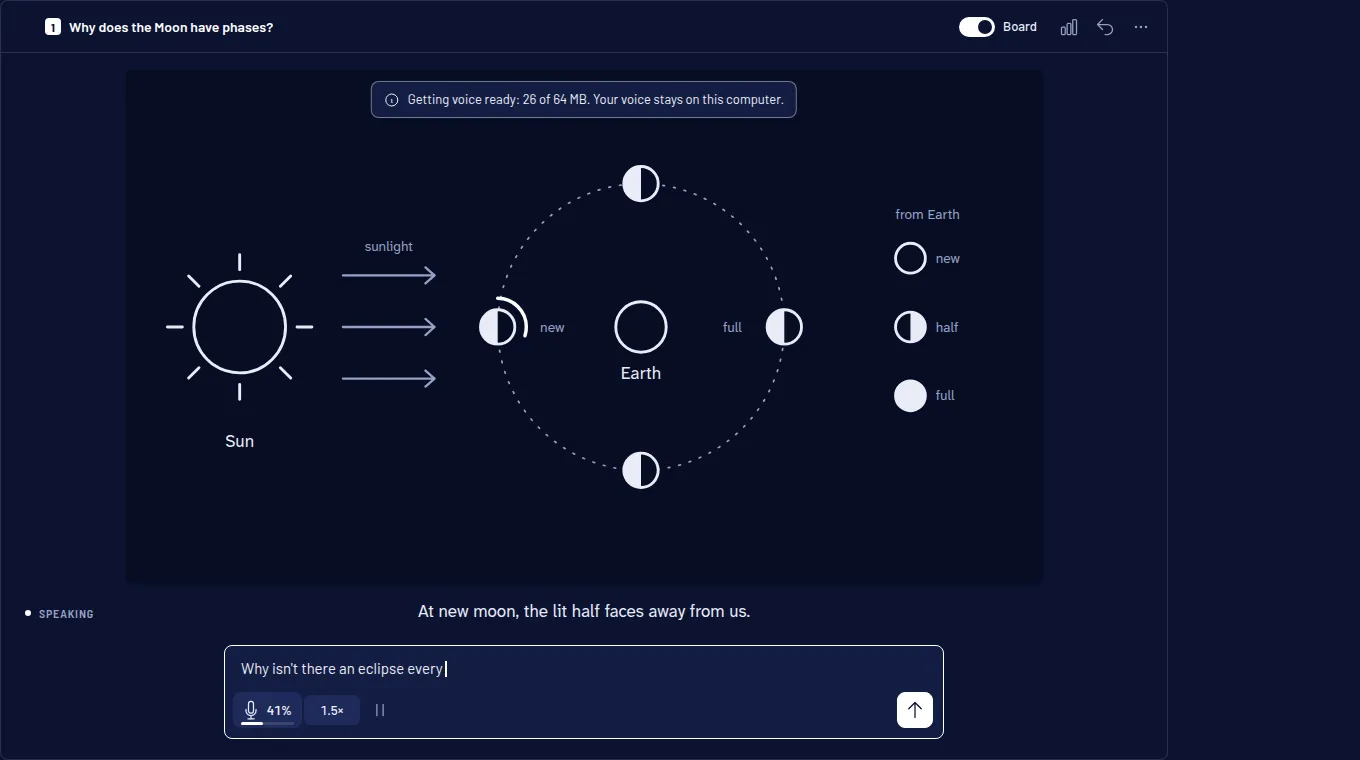 1 Why does the Moon have phases?
Board
Getting voice ready: 26 of 64 MB. Your voice stays on this computer.
from Earth
sunlight
new
new
full
half
Earth
full
Sun
SPEAKING
At new moon, the lit half faces away from us.
Why isn't there an eclipse every
41%
1.5×